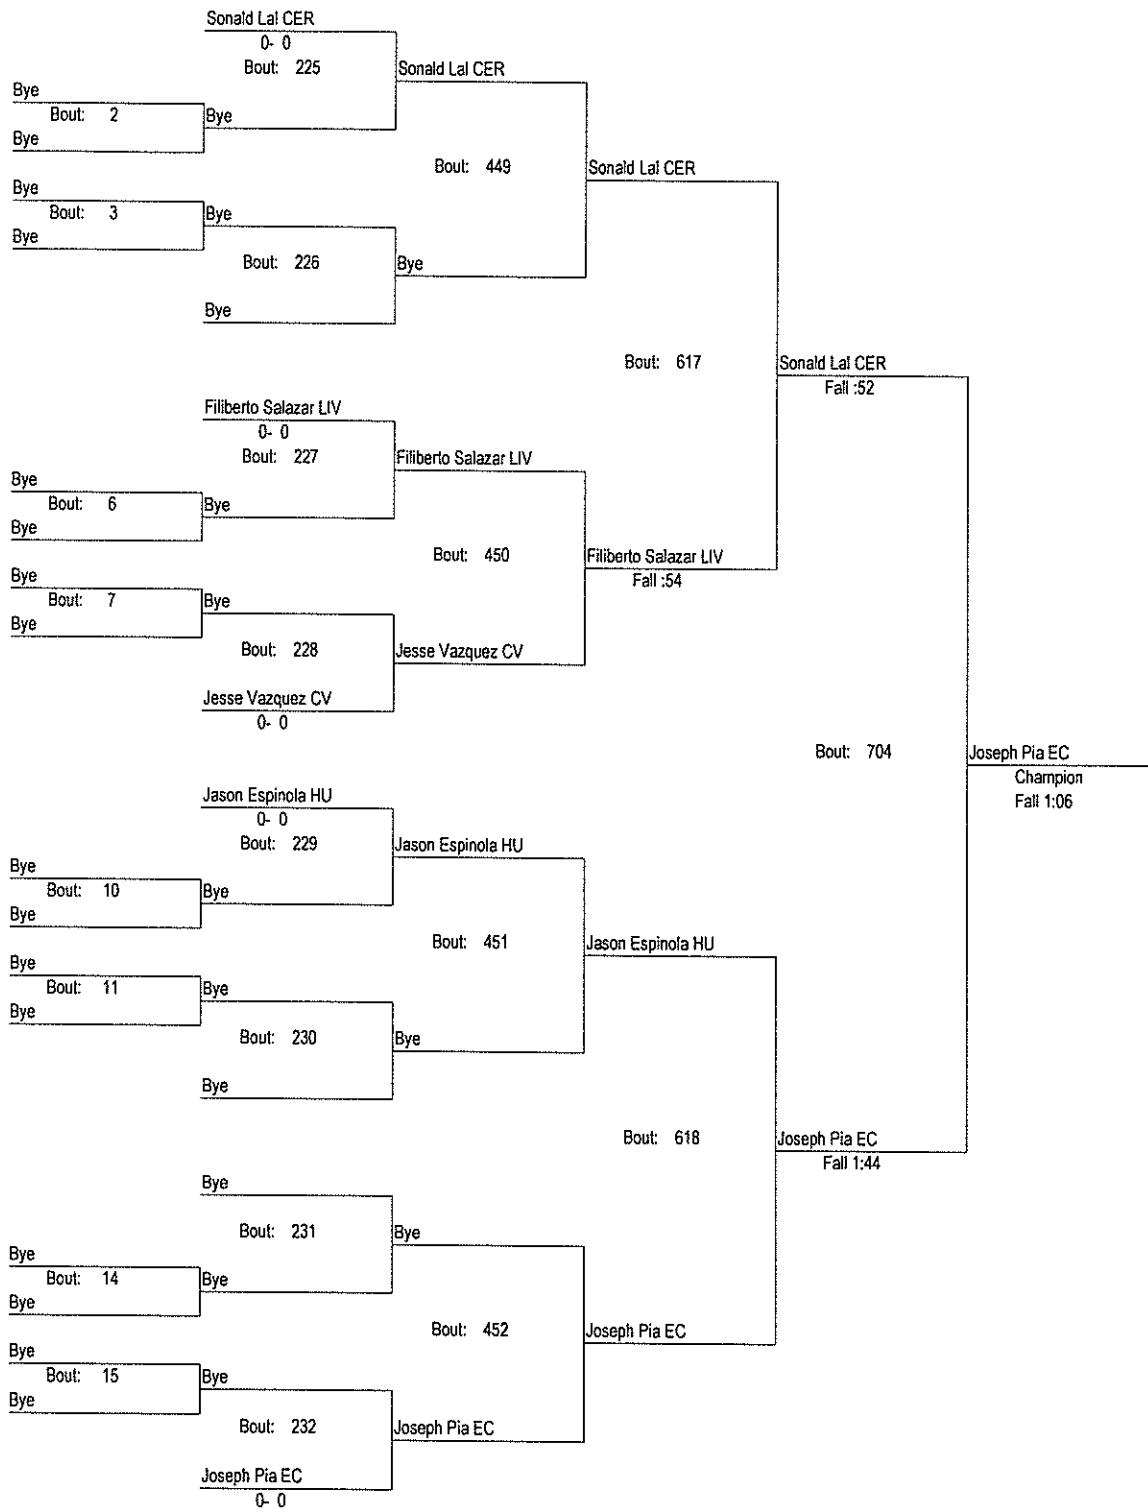 Sonald Lal CER
0- 0
Bout: 225
Sonald Lal CER
Bye
Bout: 2
Bye
Bye
Bout: 449
Sonald Lal CER
Bye
Bout: 3
Bye
Bye
Bout: 226
Bye
Bye
Bout: 617
Sonald Lal CER
Fall :52
Filiberto Salazar LIV
0- 0
Bout: 227
Filiberto Salazar LIV
Bye
Bout: 6
Bye
Bye
Bout: 450
Filiberto Salazar LIV
Fall :54
Bye
Bout: 7
Bye
Bye
Bout: 228
Jesse Vazquez CV
Jesse Vazquez CV
0- 0
Bout: 704
Joseph Pia EC
Champion
Fall 1:06
Jason Espinola HU
0- 0
Bout: 229
Jason Espinola HU
Bye
Bout: 10
Bye
Bye
Bout: 451
Jason Espinola HU
Bye
Bout: 11
Bye
Bye
Bout: 230
Bye
Bye
Bout: 618
Joseph Pia EC
Fall 1:44
Bye
Bout: 231
Bye
Bye
Bout: 14
Bye
Bye
Bout: 452
Joseph Pia EC
Bye
Bout: 15
Bye
Bye
Bout: 232
Joseph Pia EC
Joseph Pia EC
0- 0